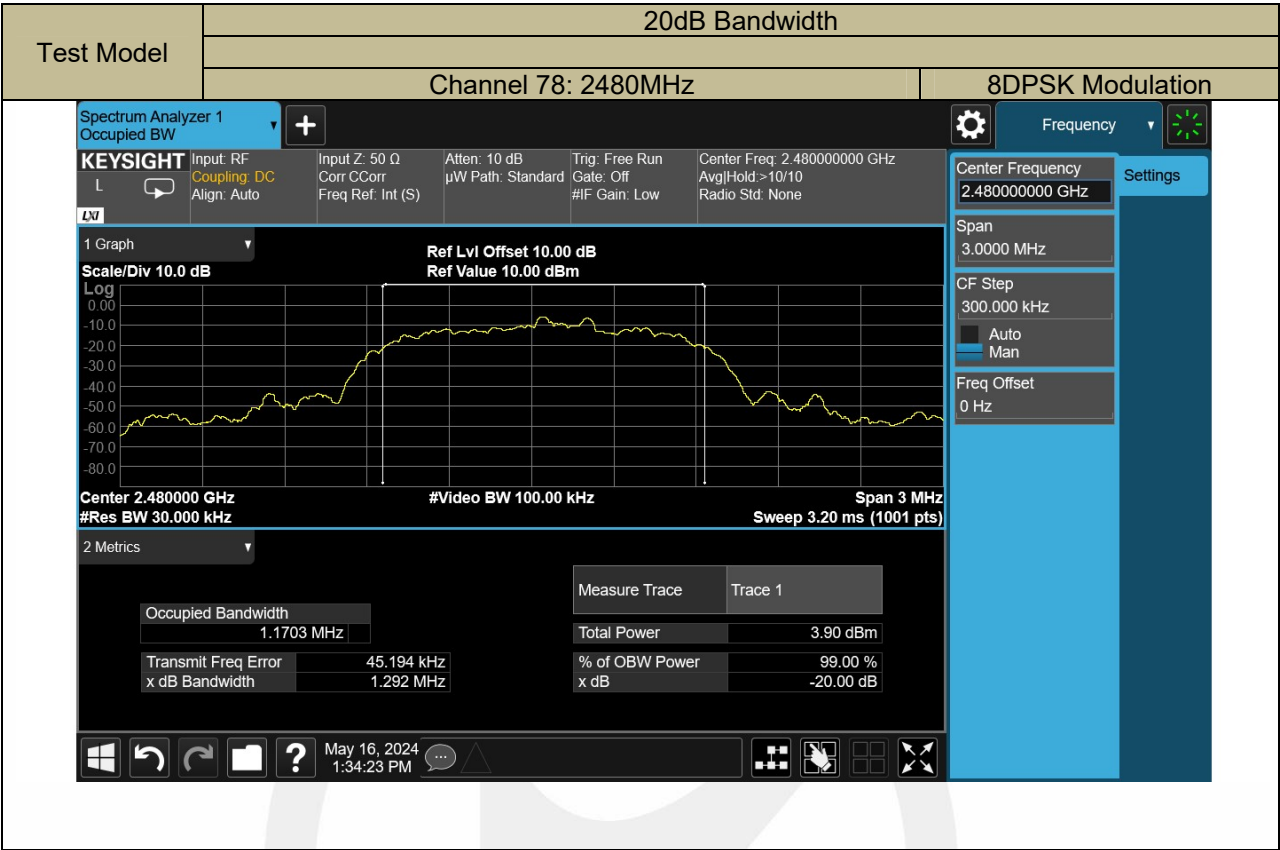 Test Model
20dB Bandwidth
Channel 78: 2480MHz
8DPSK Modulation
Spectrum Analyzer 1
Occupied BW
+
Frequency
KEYSIGHT
L
LXI
Input: RF
Coupling: DC
Align: Auto
Input Z: 50 Ω
Corr CCorr
Freq Ref: Int (S)
Atten: 10 dB
µW Path: Standard
Trig: Free Run
Gate: Off
#IF Gain: Low
Center Freq: 2.480000000 GHz
Avg|Hold:>10/10
Radio Std: None
Center Frequency
2.480000000 GHz
Settings
Span
3.0000 MHz
CF Step
300.000 kHz
Auto
Man
Freq Offset
0 Hz
1 Graph
Scale/Div 10.0 dB
Ref Lvl Offset 10.00 dB
Ref Value 10.00 dBm
Log
0.00
-10.0
-20.0
-30.0
-40.0
-50.0
-60.0
-70.0
-80.0
Center 2.480000 GHz
#Video BW 100.00 kHz
Span 3 MHz
#Res BW 30.000 kHz
Sweep 3.20 ms (1001 pts)
2 Metrics
Measure Trace Trace 1
Occupied Bandwidth
1.1703 MHz
Total Power 3.90 dBm
Transmit Freq Error 45.194 kHz
% of OBW Power 99.00 %
x dB Bandwidth 1.292 MHz
x dB -20.00 dB
?
May 16, 2024
1:34:23 PM